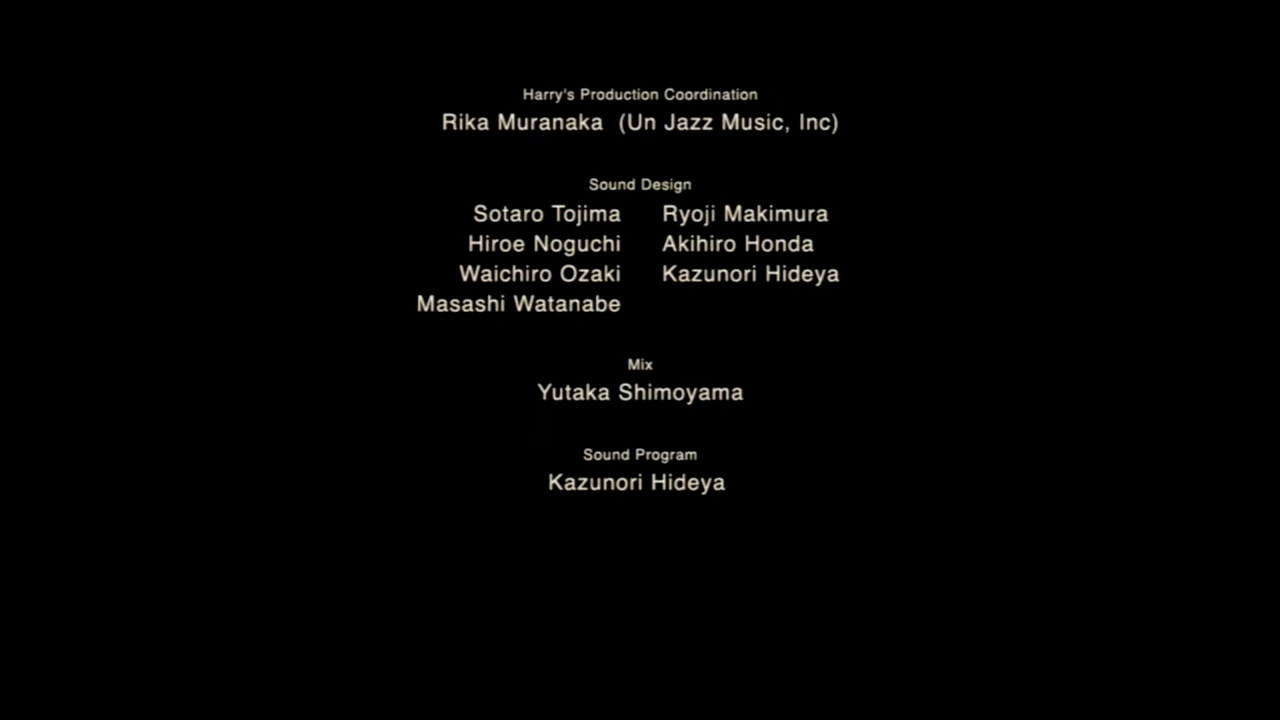 Harry's Production Coordination
Rika Muranaka  (Un Jazz Music, Inc)
Sound Design
Sotaro Tojima Ryoji Makimura
Hiroe Noguchi Akihiro Honda
Waichiro Ozaki Kazunori Hideya
Masashi Watanabe
Mix
Yutaka Shimoyama
Sound Program
Kazunori Hideya